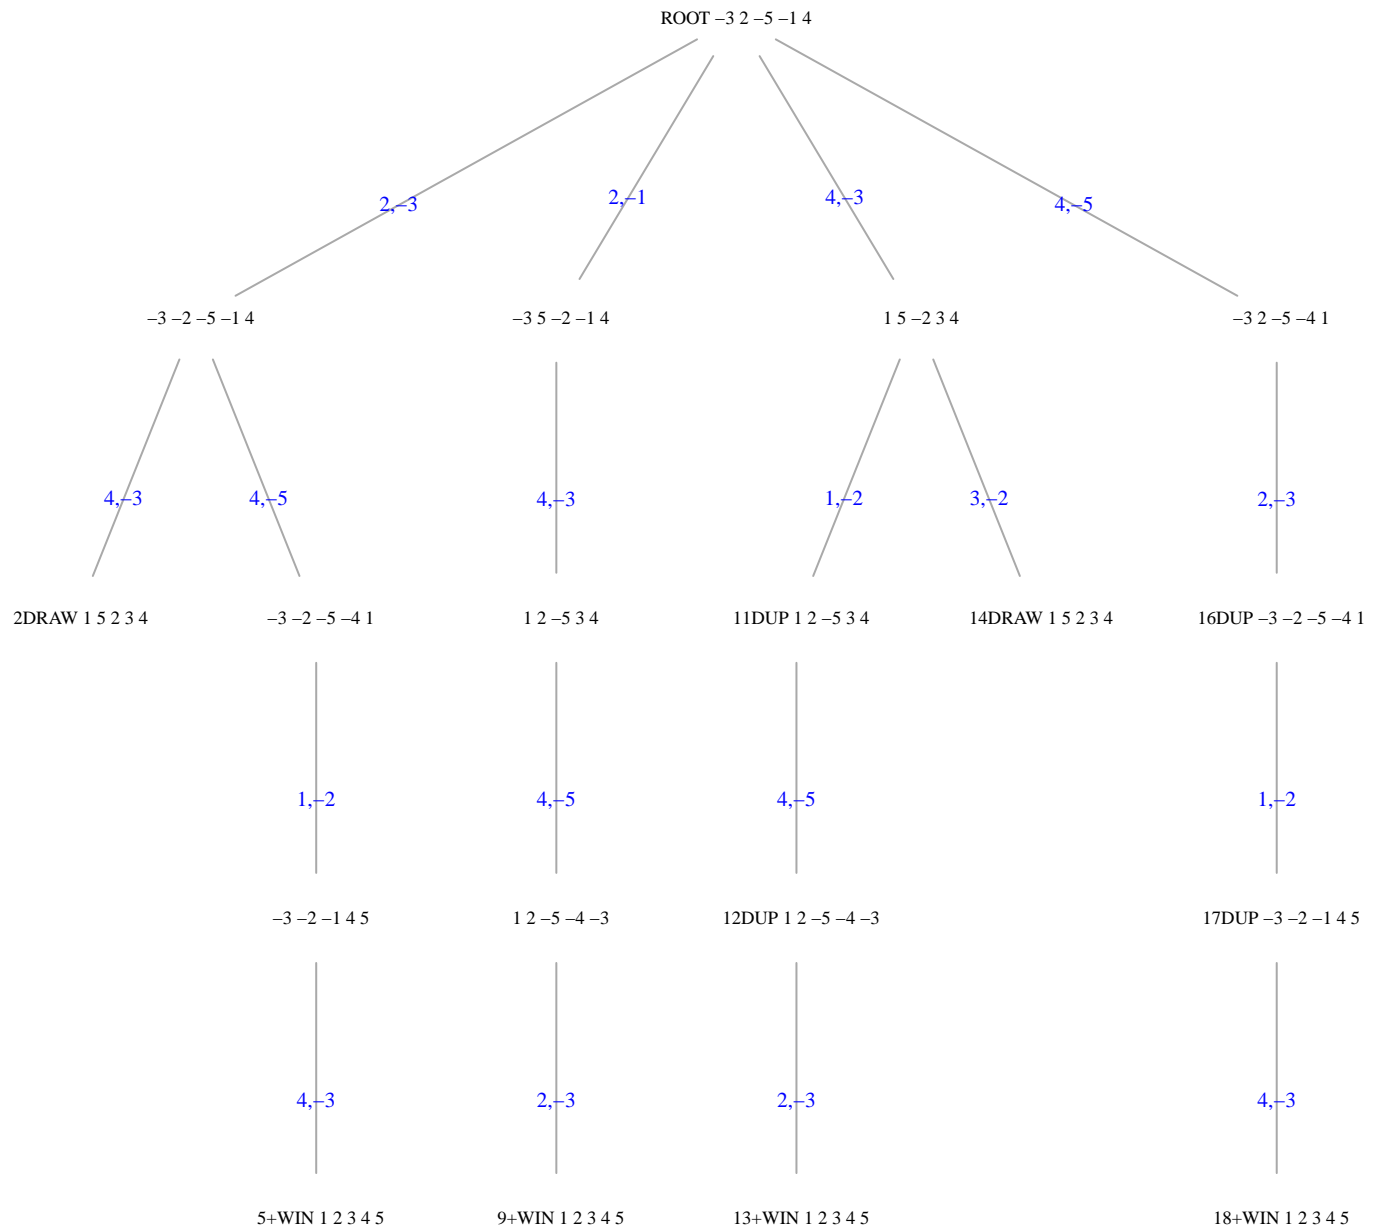 ROOT –3 2 –5 –1 4
2,–3
2,–1
4,–3
4,–5
–3 –2 –5 –1 4
–3 5 –2 –1 4
1 5 –2 3 4
–3 2 –5 –4 1
4,–3
4,–5
4,–3
1,–2
3,–2
2,–3
2DRAW 1 5 2 3 4
–3 –2 –5 –4 1
1 2 –5 3 4
11DUP 1 2 –5 3 4
14DRAW 1 5 2 3 4
16DUP –3 –2 –5 –4 1
1,–2
4,–5
4,–5
1,–2
–3 –2 –1 4 5
1 2 –5 –4 –3
12DUP 1 2 –5 –4 –3
17DUP –3 –2 –1 4 5
4,–3
2,–3
2,–3
4,–3
5+WIN 1 2 3 4 5
9+WIN 1 2 3 4 5
13+WIN 1 2 3 4 5
18+WIN 1 2 3 4 5